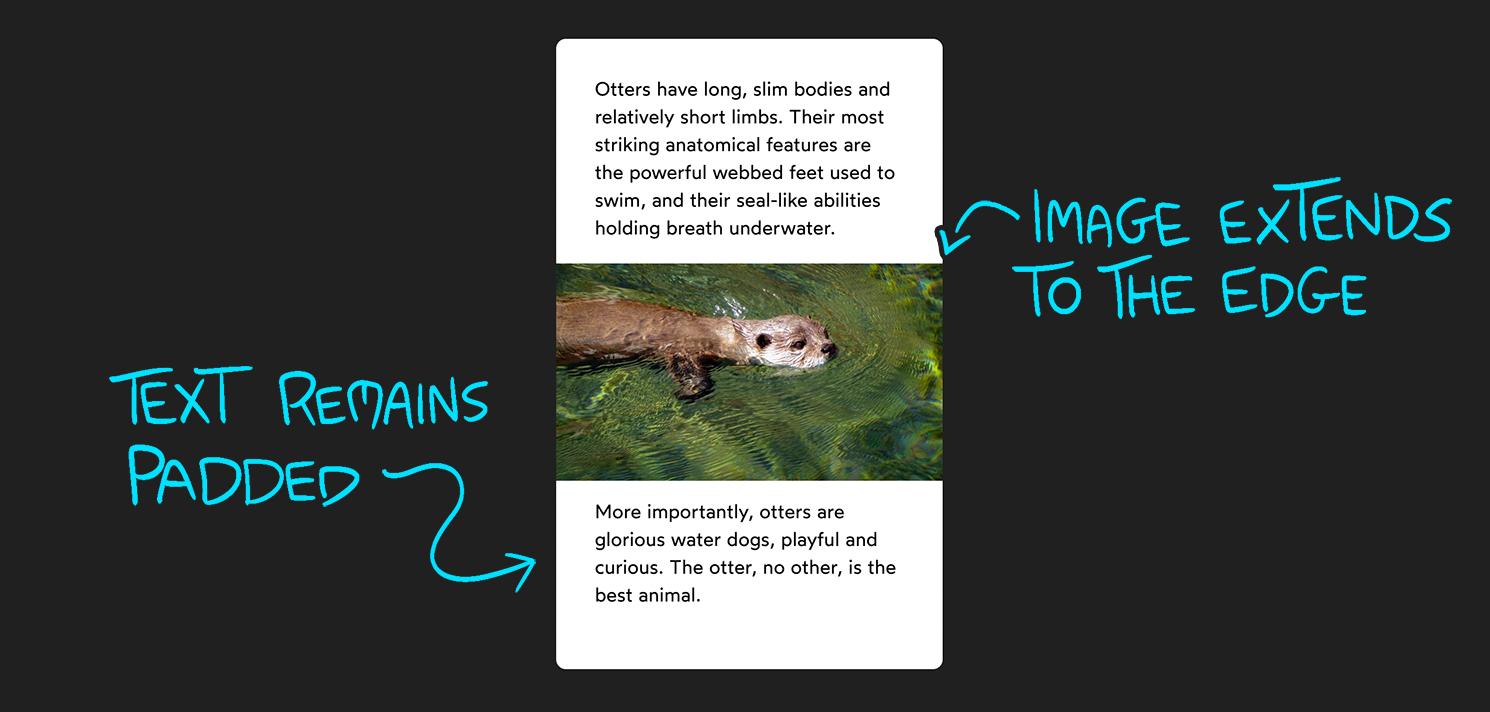 Otters have long, slim bodies and
relatively short limbs. Their most
striking anatomical features are
the powerful webbed feet used to
swim, and their seal-like abilities
holding breath underwater.
IMAGE EXTENDS
TO THE EDGE
TEXT REMAINS
PADDED
More importantly, otters are
glorious water dogs, playful and
curious. The otter, no other, is the
best animal.